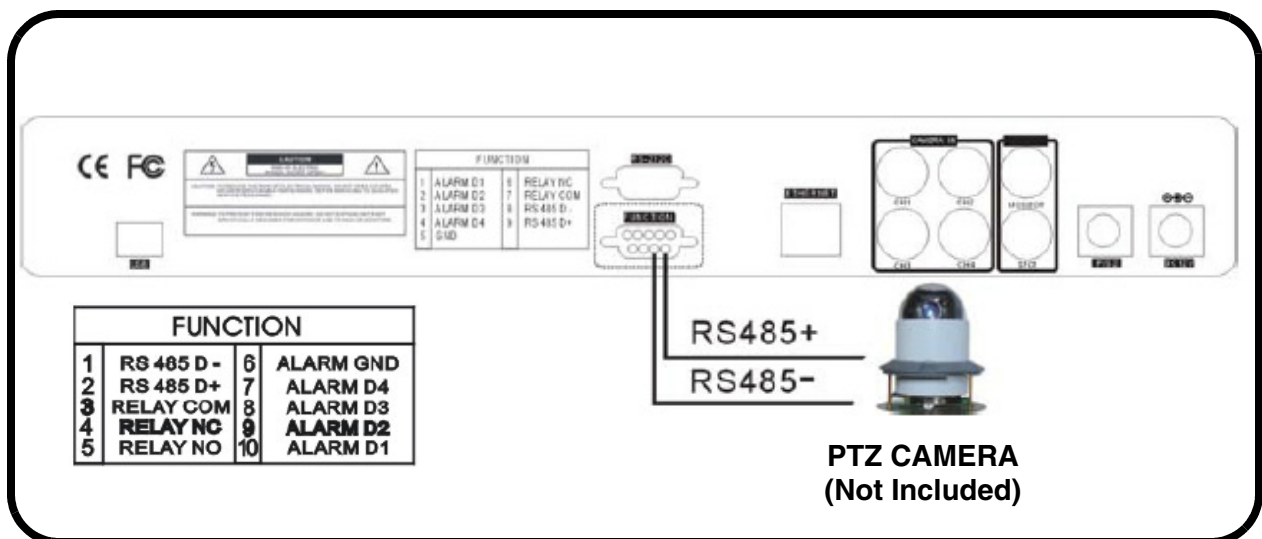 CE FC
CAUTION
FUNCTION
1 ALARM D1 6 RELAY NC
2 ALARM D2 7 RELAY COM
3 ALARM D3 8 RS 485 D-
4 ALARM D4 9 RS 485 D+
5 GND
FUNCTION
ETHERNET
CAMERA IN
CH1 CH2
CH3 CH4
MONITOR
SPOT
USB
DC12V
RS485+
RS485-
FUNCTION
1 RS 485 D - 6 ALARM GND
2 RS 485 D+ 7 ALARM D4
3 RELAY COM 8 ALARM D3
4 RELAY NC 9 ALARM D2
5 RELAY NO 10 ALARM D1
PTZ CAMERA
(Not Included)